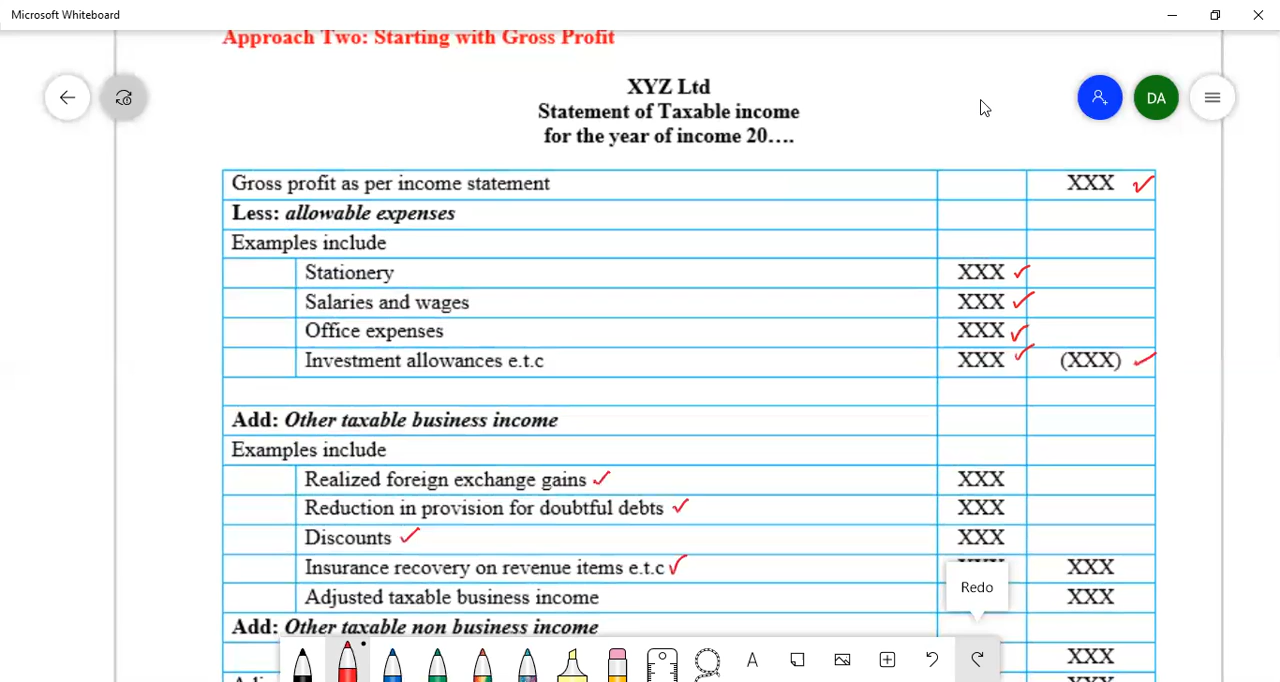 Microsoft Whiteboard
Approach Two: Starting with Gross Profit
XYZ Ltd
Statement of Taxable income
for the year of income 20....
DA
Gross profit as per income statement XXX
Less: allowable expenses
Examples include
Stationery XXX
Salaries and wages XXX
Office expenses XXX
Investment allowances e.t.c XXX (XXX)
Add: Other taxable business income
Examples include
Realized foreign exchange gains XXX
Reduction in provision for doubtful debts XXX
Discounts XXX
Insurance recovery on revenue items e.t.c XXX
Adjusted taxable business income XXX
Redo
Add: Other taxable non business income
XXX
A